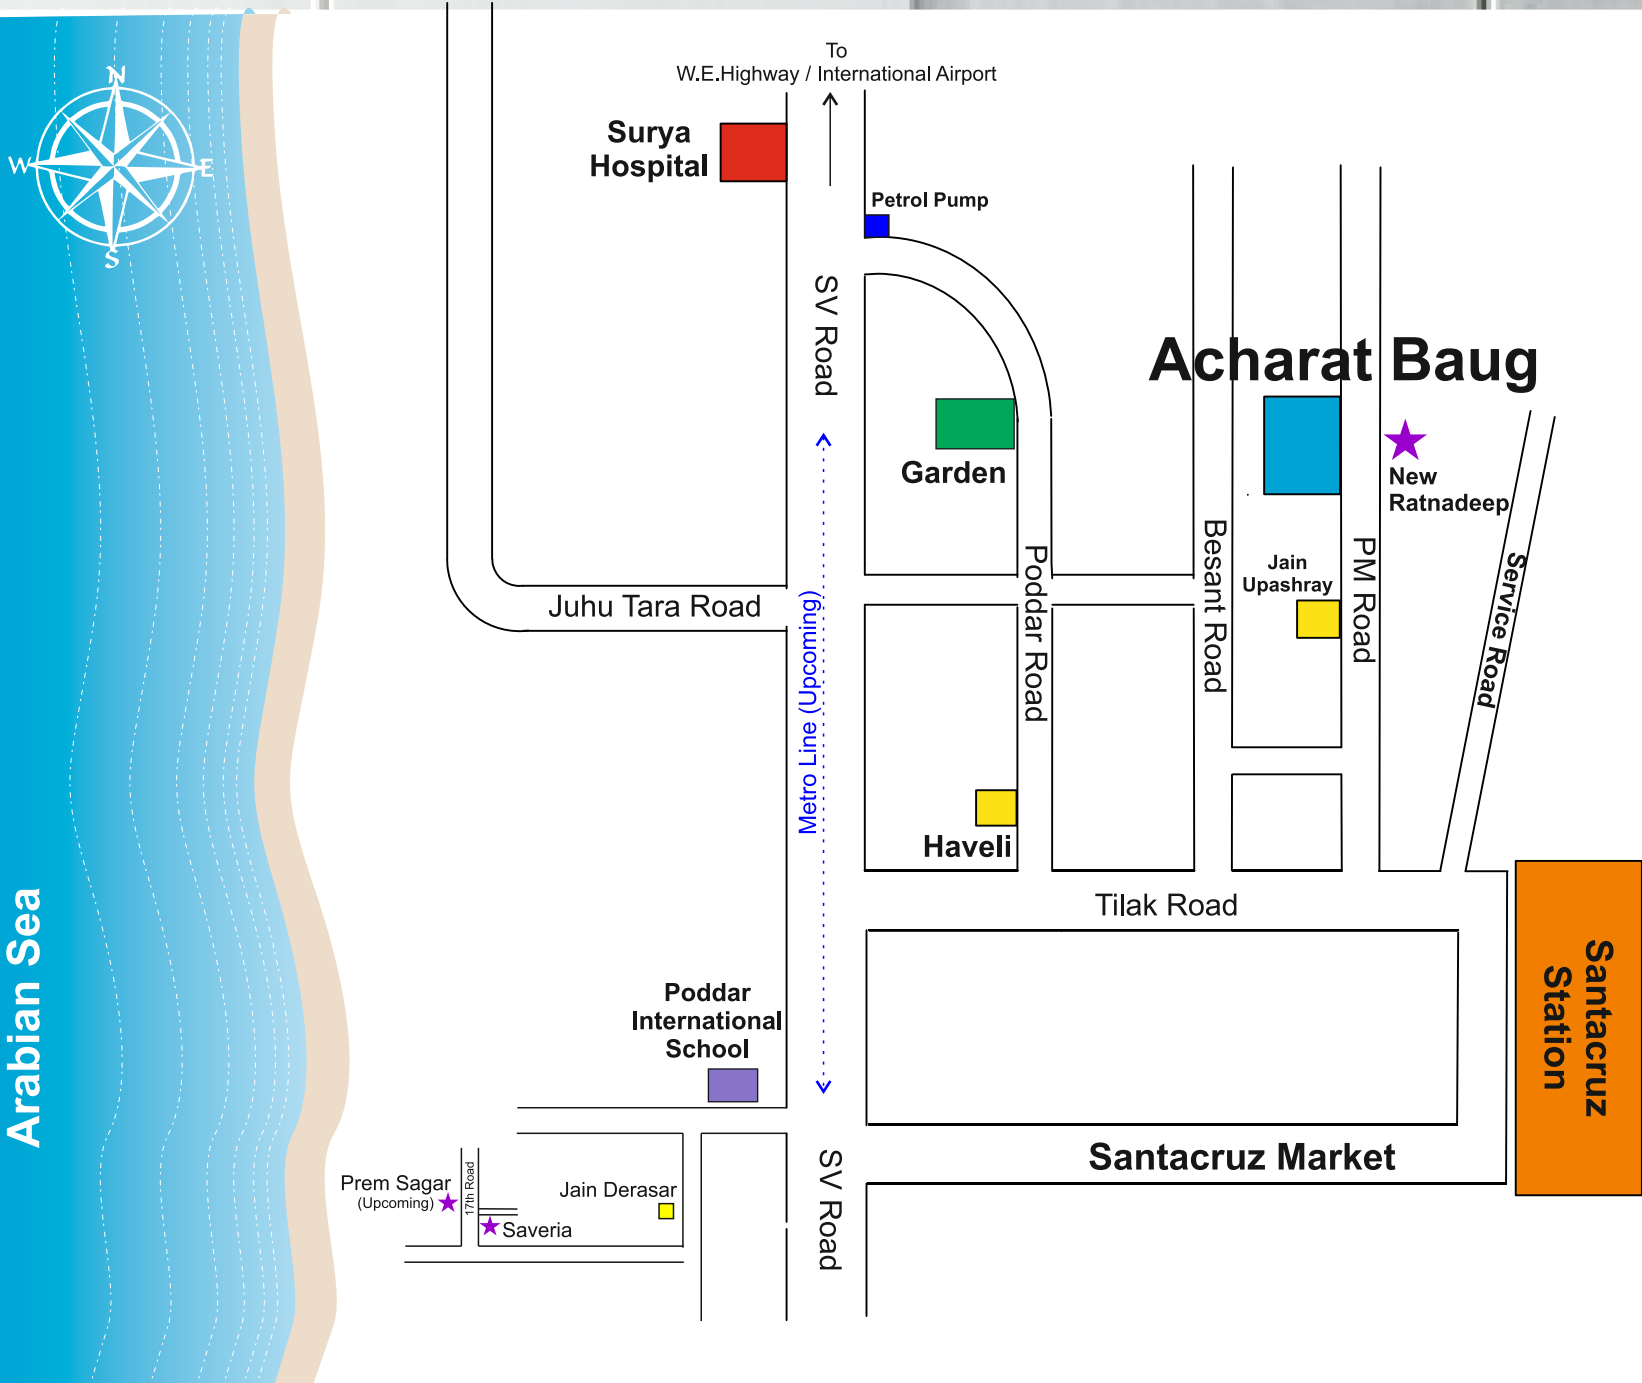 To
W.E.Highway / International Airport
N
W
E
S
Surya
Hospital
Petrol Pump
SV Road
Acharat Baug
Garden
New
Ratnadeep
Poddar Road
Besant Road
Jain
Upashray
PM Road
Service Road
Juhu Tara Road
Metro Line (Upcoming)
Haveli
Tilak Road
Arabian Sea
Santacruz
Station
Poddar
International
School
Santacruz Market
SV Road
Prem Sagar
(Upcoming)
17th Road
Jain Derasar
Saveria